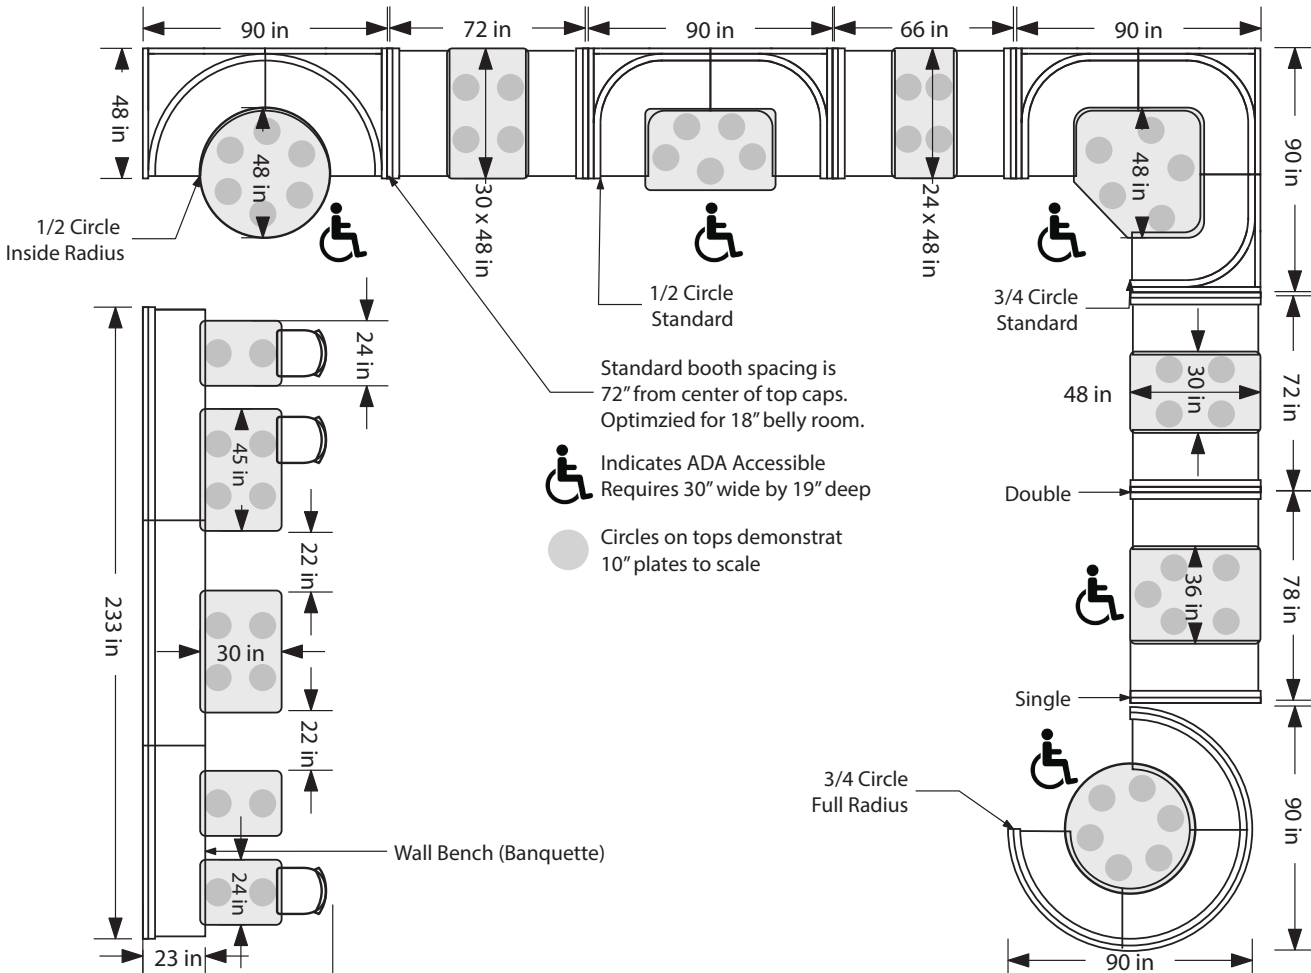 90 in
72 in
90 in
66 in
90 in
48 in
48 in
30 x 48 in
24 x 48 in
48 in
90 in
1/2 Circle
Inside Radius
1/2 Circle
Standard
3/4 Circle
Standard
24 in
Standard booth spacing is
72” from center of top caps.
Optimzied for 18” belly room.
48 in
30 in
72 in
45 in
Indicates ADA Accessible
Requires 30” wide by 19” deep
Double
Circles on tops demonstrat
10” plates to scale
22 in
233 in
30 in
36 in
78 in
22 in
Single
3/4 Circle
Full Radius
90 in
Wall Bench (Banquette)
24 in
23 in
90 in